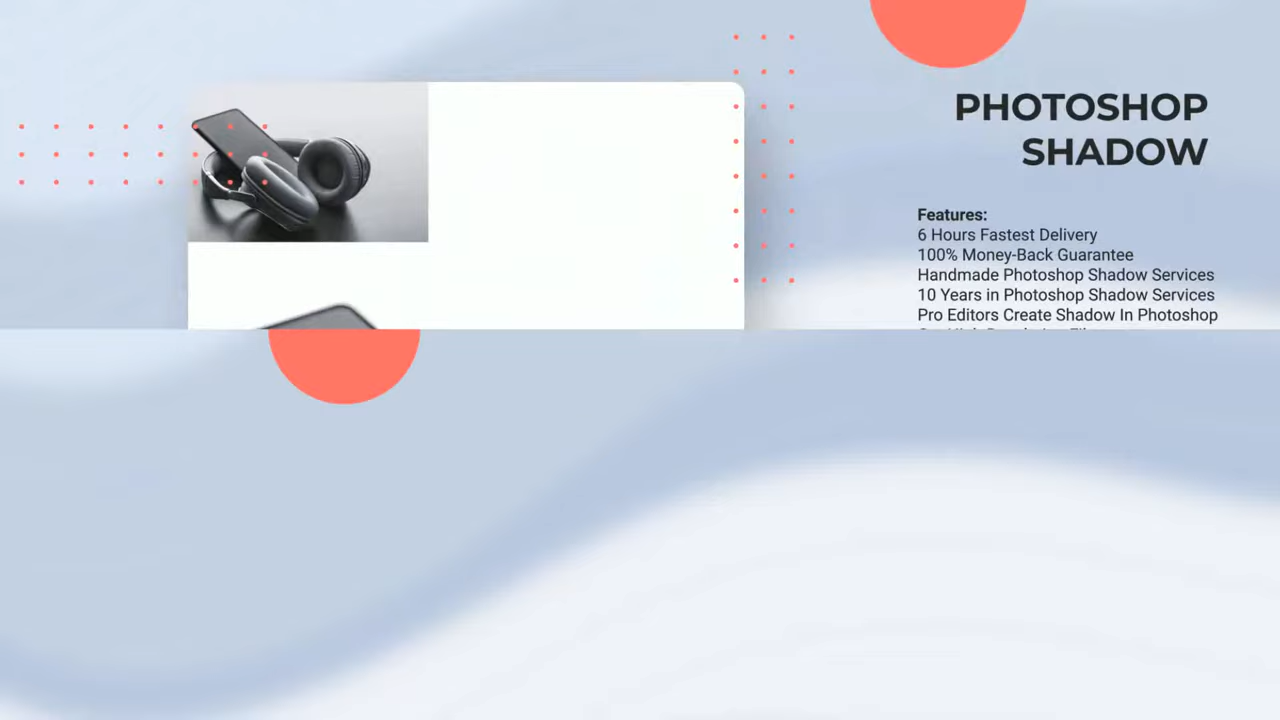 PHOTOSHOP
SHADOW
Features:
6 Hours Fastest Delivery
100% Money-Back Guarantee
Handmade Photoshop Shadow Services
10 Years in Photoshop Shadow Services
Pro Editors Create Shadow In Photoshop